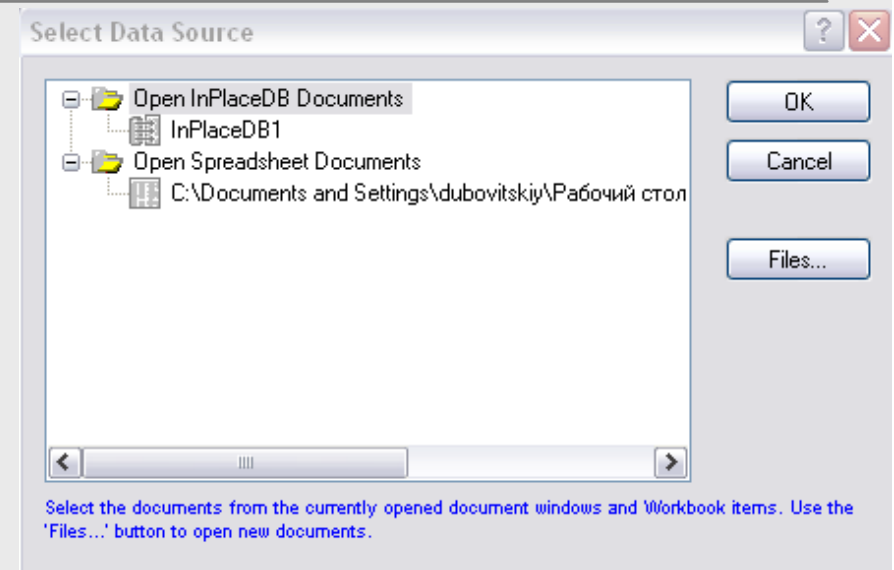 Select Data Source
Open InPlaceDB Documents
InPlaceDB1
Open Spreadsheet Documents
C:\Documents and Settings\dubovitskiy\Рабочий стол
OK
Cancel
Files...
Select the documents from the currently opened document windows and Workbook items. Use the
'Files...' button to open new documents.